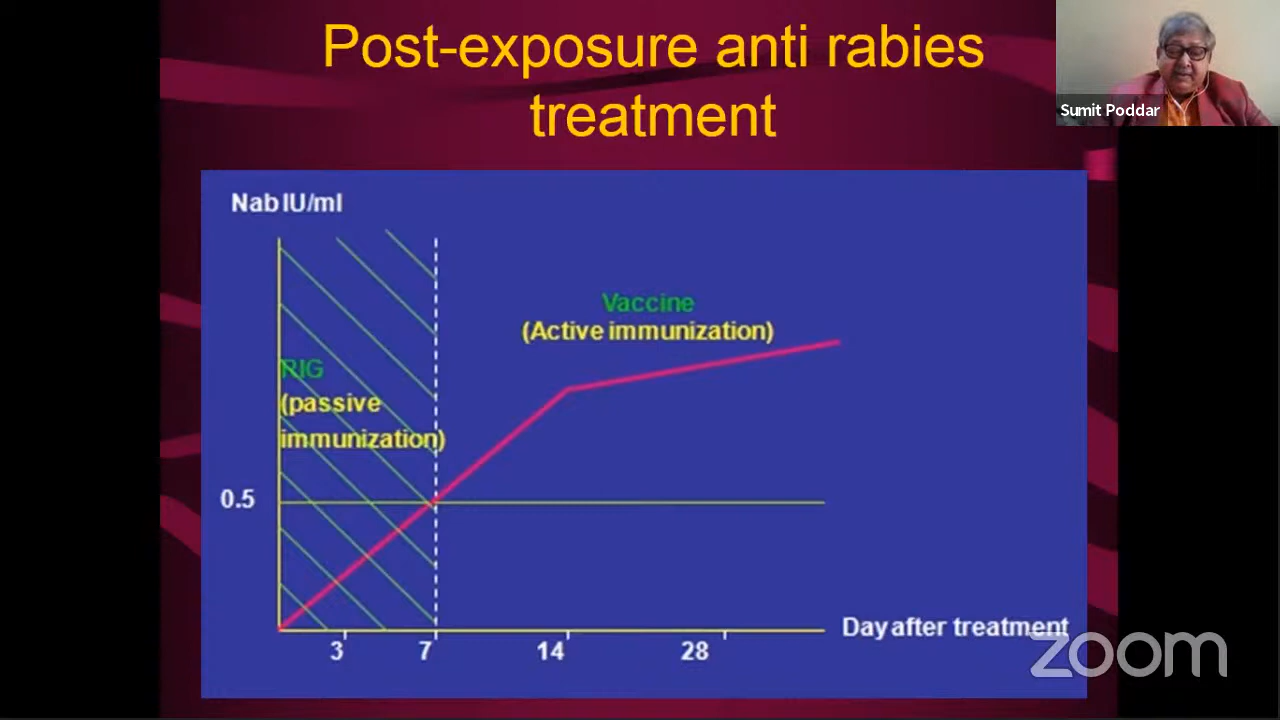 Post-exposure anti rabies
treatment
Sumit Poddar
Nab IU/ml
Vaccine
(Active immunization)
RIG
(passive
immunization)
0.5
Day after treatment
3 7 14 28
zoom